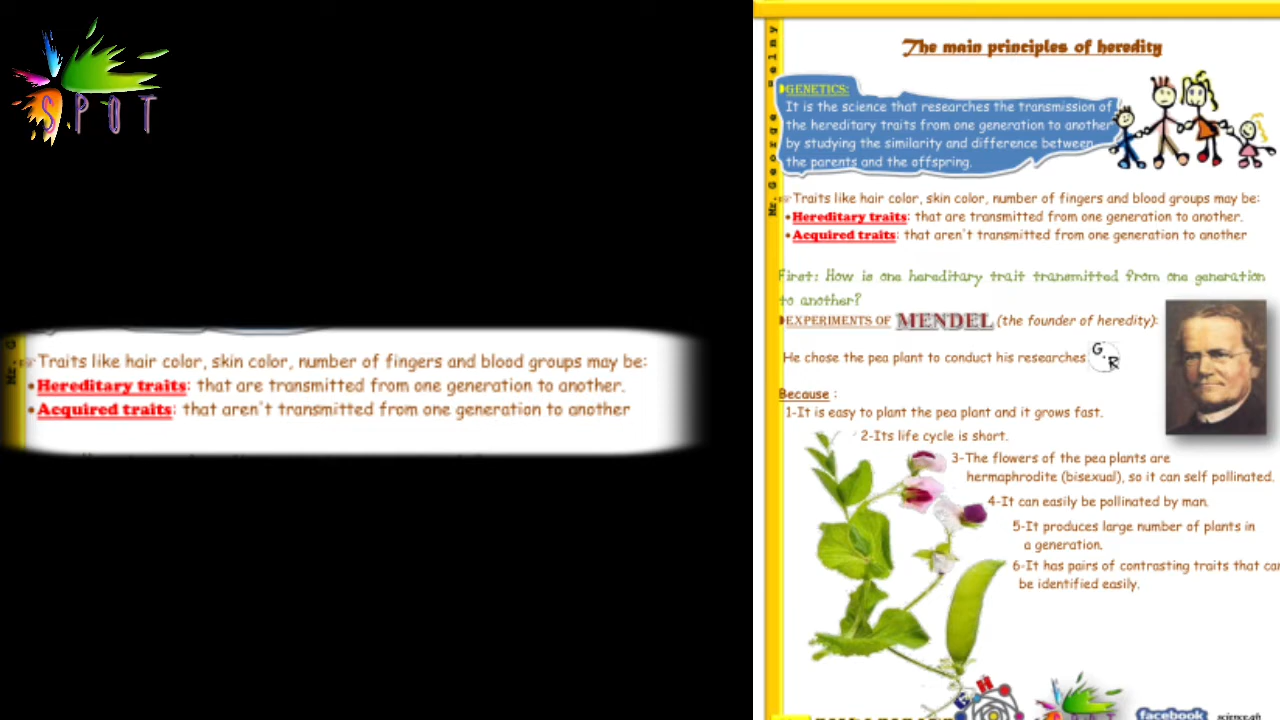 SPOT
Traits like hair color, skin color, number of fingers and blood groups may be:
•Hereditary traits: that are transmitted from one generation to another.
•Acquired traits: that aren't transmitted from one generation to another
The main principles of heredity
GENETICS:
It is the science that researches the transmission of
the hereditary traits from one generation to another
by studying the similarity and difference between
the parents and the offspring.
Traits like hair color, skin color, number of fingers and blood groups may be:
•Hereditary traits: that are transmitted from one generation to another.
•Acquired traits: that aren't transmitted from one generation to another
First: How is one hereditary trait transmitted from one generation
to another?
EXPERIMENTS OF MENDEL (the founder of heredity):
He chose the pea plant to conduct his researches G.R
Because :
1-It is easy to plant the pea plant and it grows fast.
2-Its life cycle is short.
3-The flowers of the pea plants are
hermaphrodite (bisexual), so it can self pollinated.
4-It can easily be pollinated by man.
5-It produces large number of plants in
a generation.
6-It has pairs of contrasting traits that can
be identified easily.
facebook